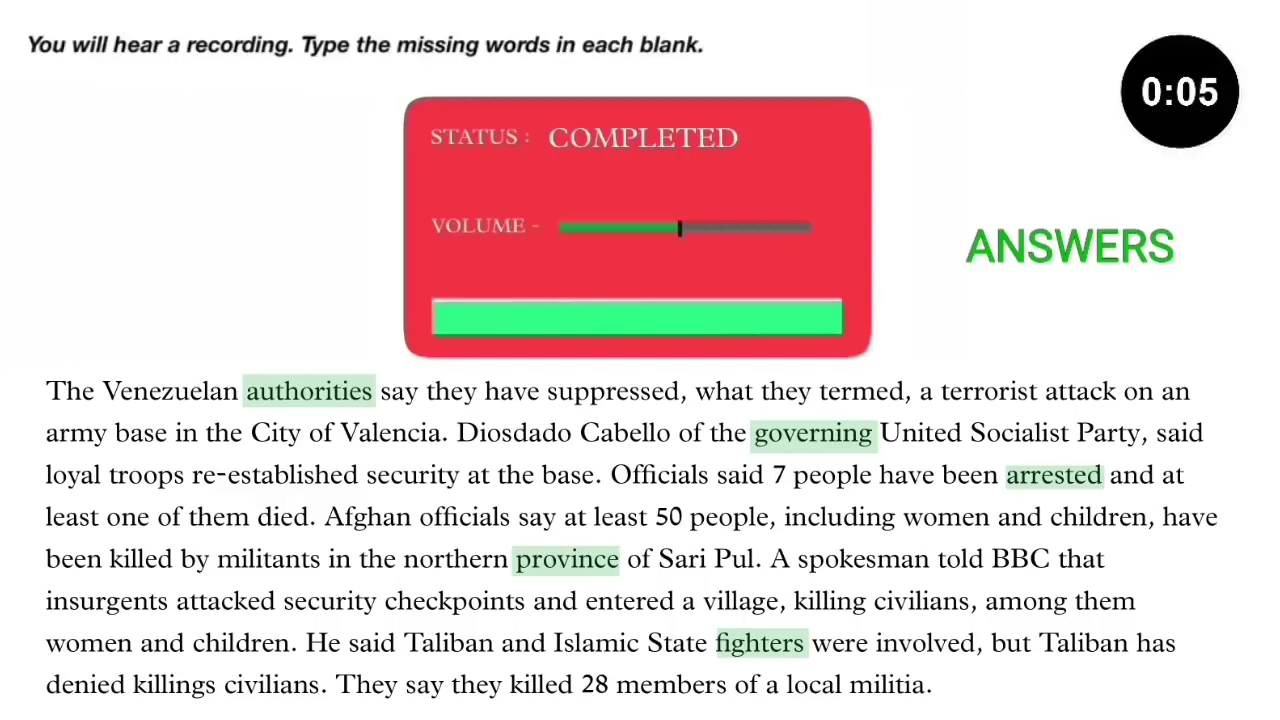 You will hear a recording. Type the missing words in each blank.
0:05
STATUS : COMPLETED
VOLUME -
ANSWERS
The Venezuelan authorities say they have suppressed, what they termed, a terrorist attack on an
army base in the City of Valencia. Diosdado Cabello of the governing United Socialist Party, said
loyal troops re-established security at the base. Officials said 7 people have been arrested and at
least one of them died. Afghan officials say at least 50 people, including women and children, have
been killed by militants in the northern province of Sari Pul. A spokesman told BBC that
insurgents attacked security checkpoints and entered a village, killing civilians, among them
women and children. He said Taliban and Islamic State fighters were involved, but Taliban has
denied killings civilians. They say they killed 28 members of a local militia.